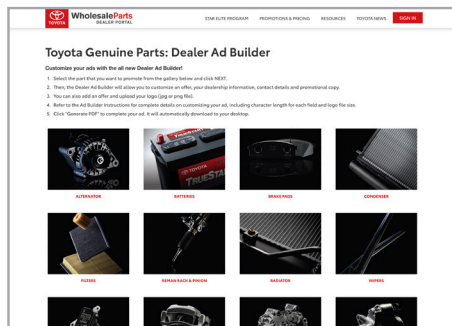 TOYOTA
WholesaleParts
DEALER PORTAL
STAR ELITE PROGRAM PROMOTIONS & PRICING RESOURCES TOYOTA NEWS SIGN IN
Toyota Genuine Parts: Dealer Ad Builder
Customize your ads with the all new Dealer Ad Builder!
1. Select the part that you want to promote from the gallery below and click NEXT.
2. Then, the Dealer Ad Builder will allow you to customize an offer, your dealership information, contact details and promotional copy.
3. You can also add an offer and upload your logo (jpg or png file).
4. Refer to the Ad Builder Instructions for complete details on customizing your ad, including character length for each field and logo file size.
5. Click "Generate PDF" to complete your ad. It will automatically download to your desktop.
TOYOTA
TRUESTART
TRUESTAR
ALTERNATOR BATTERIES BRAKE PADS CONDENSER
FILTERS REMAN RACK & PINION RADIATOR WIPERS